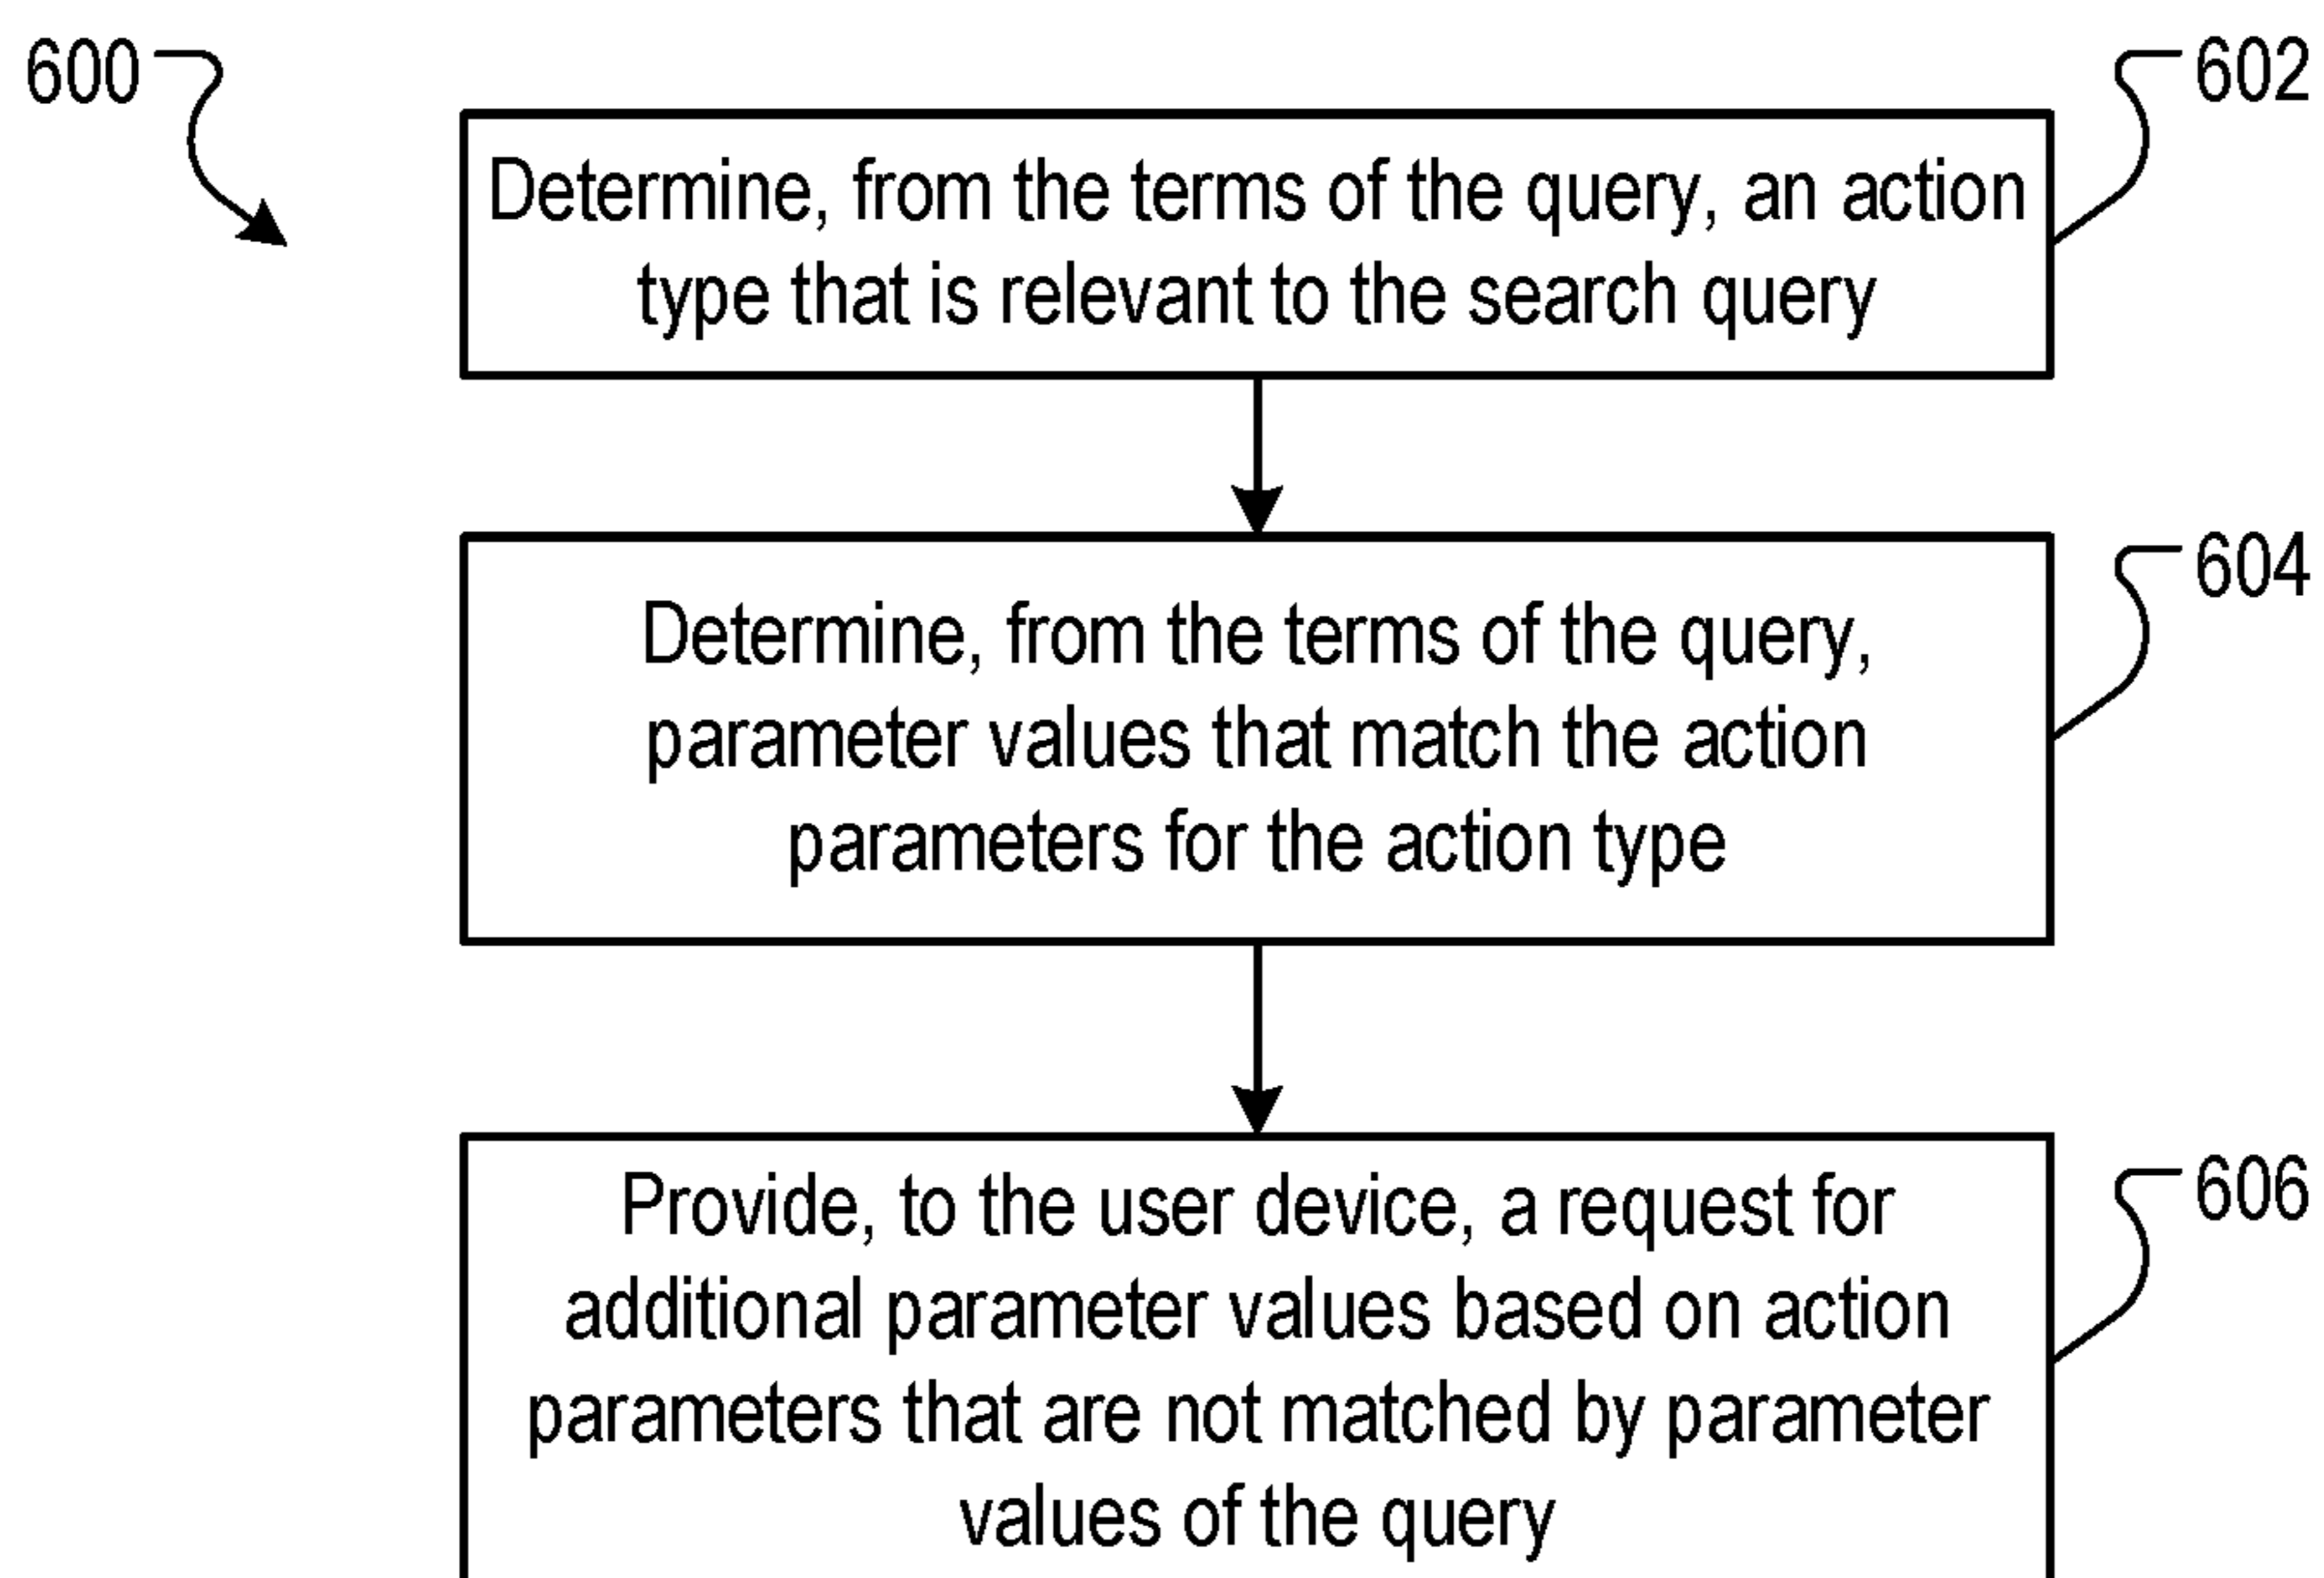 600
602
Determine, from the terms of the query, an action
type that is relevant to the search query
604
Determine, from the terms of the query,
parameter values that match the action
parameters for the action type
606
Provide, to the user device, a request for
additional parameter values based on action
parameters that are not matched by parameter
values of the query